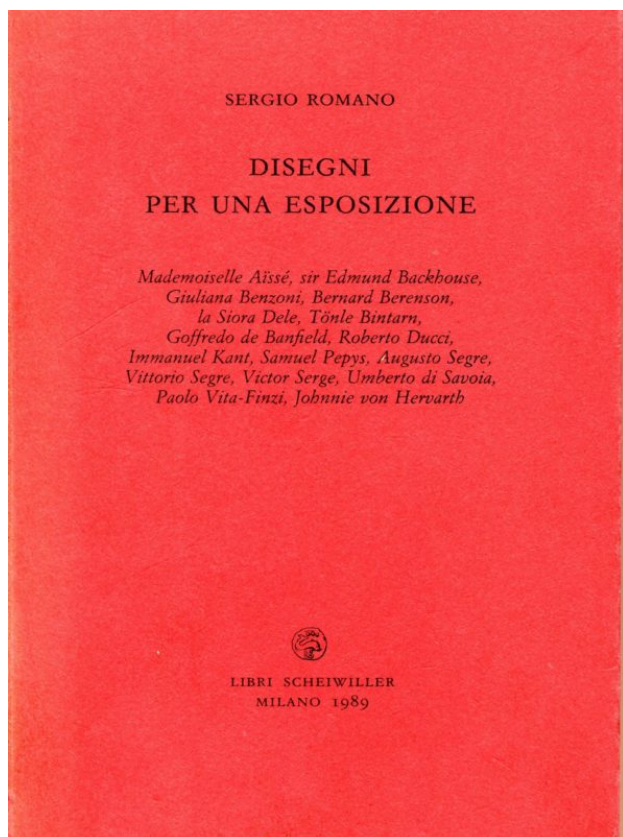 SERGIO ROMANO
DISEGNI
PER UNA ESPOSIZIONE
Mademoiselle Aïssé, sir Edmund Backhouse,
Giuliana Benzoni, Bernard Berenson,
la Siora Dele, Tönle Bintarn,
Goffredo de Banfield, Roberto Ducci,
Immanuel Kant, Samuel Pepys, Augusto Segre,
Vittorio Segre, Victor Serge, Umberto di Savoia,
Paolo Vita-Finzi, Johnnie von Hervarth
LIBRI SCHEIWILLER
MILANO 1989